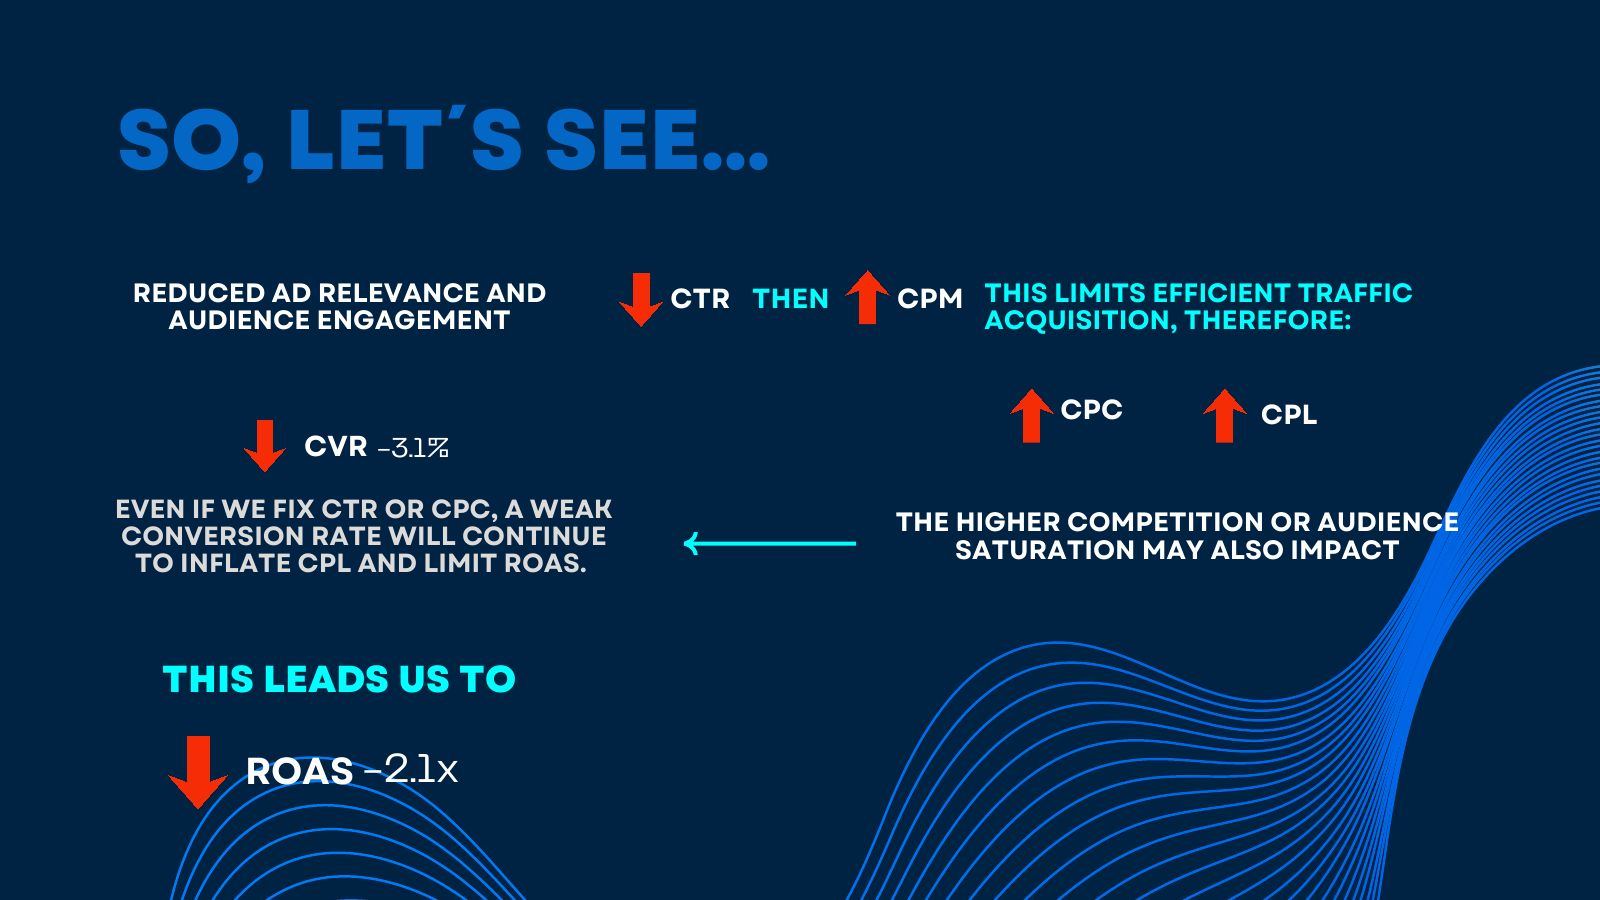 SO, LET´S SEE...
REDUCED AD RELEVANCE AND
AUDIENCE ENGAGEMENT
CTR THEN CPM
THIS LIMITS EFFICIENT TRAFFIC
ACQUISITION, THEREFORE:
CPC CPL
THE HIGHER COMPETITION OR AUDIENCE
SATURATION MAY ALSO IMPACT
CVR -3.1%
EVEN IF WE FIX CTR OR CPC, A WEAK
CONVERSION RATE WILL CONTINUE
TO INFLATE CPL AND LIMIT ROAS.
THIS LEADS US TO
ROAS -2.1x